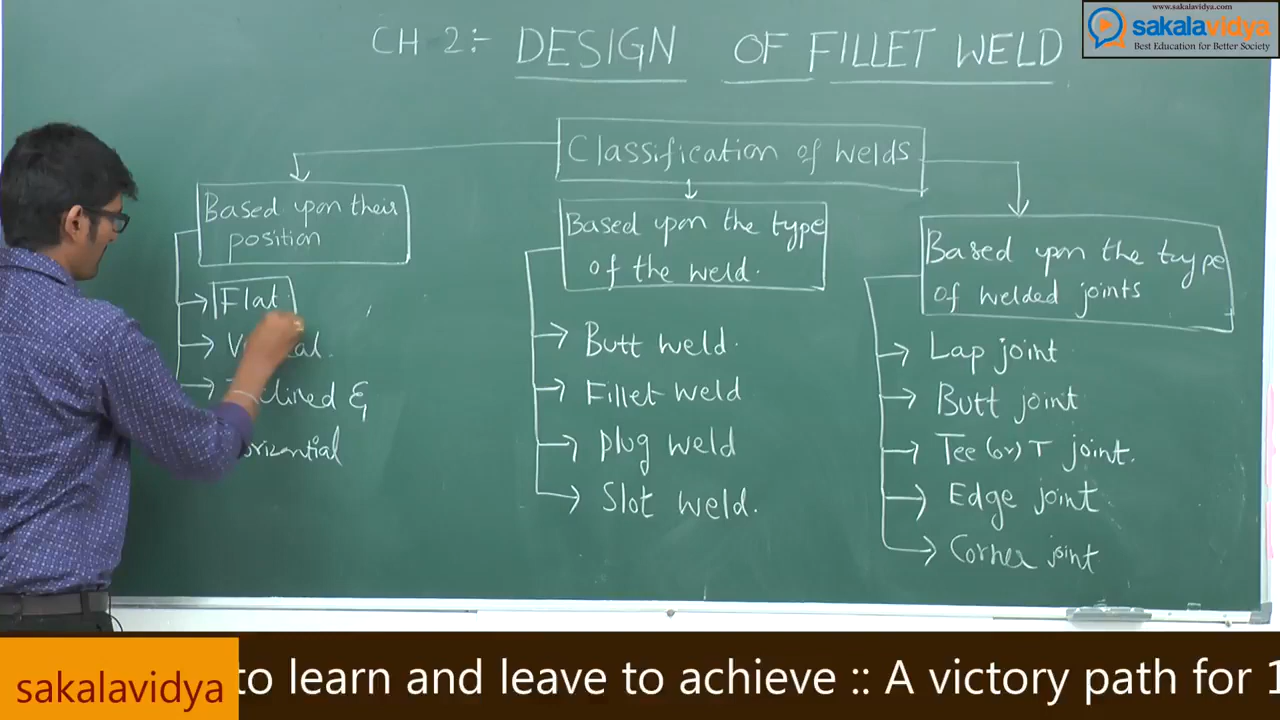 www.sakalavidya.com
sakalavidya
Best Education for Better Society
CH 2:- DESIGN OF FILLET WELD
Classification of welds
Based upon their
position
Flat
Inclined &
Based upon the type
of the weld.
Butt weld.
Fillet weld
plug weld
Slot weld.
Based upon the type
of welded joints
Lap joint
Butt joint
Tee (or) T joint.
Edge joint
Corner joint
sakalavidya
to learn and leave to achieve :: A victory path for 1